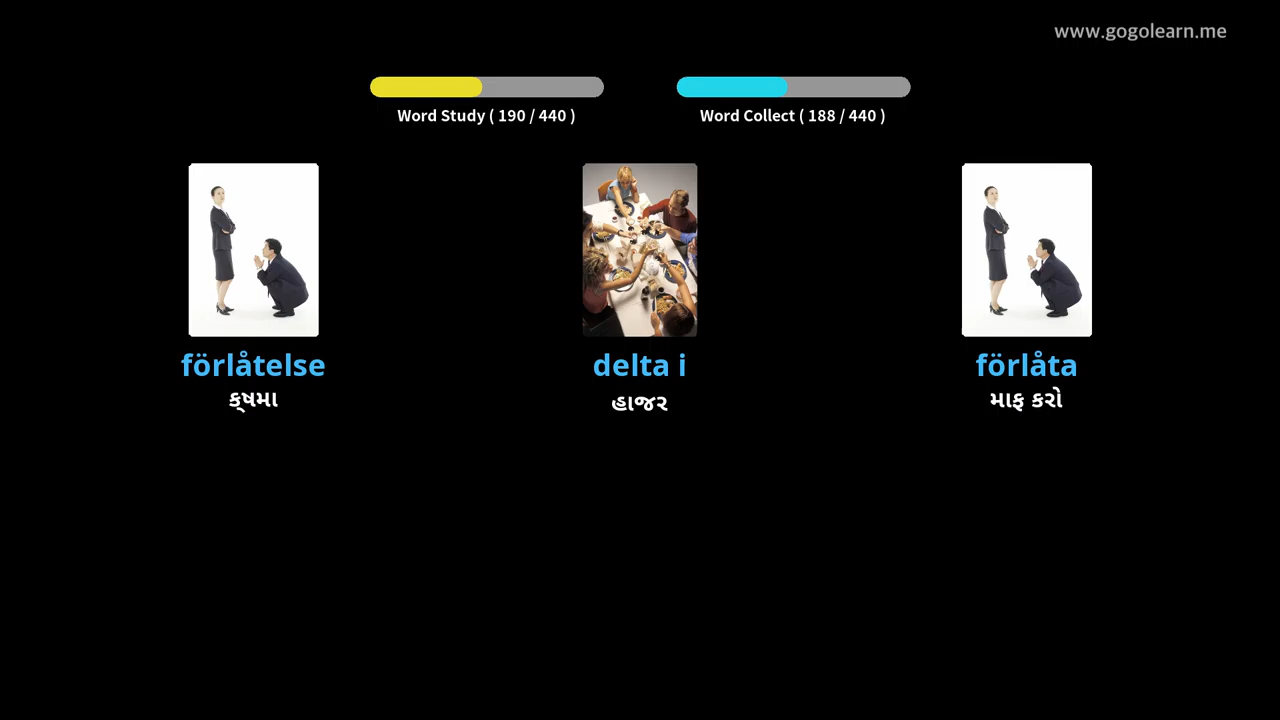 www.gogolearn.me
Word Study ( 190 / 440 )
Word Collect ( 188 / 440 )
förlåtelse
ક્ષમા
delta i
હાજર
förlåta
માફ કરો